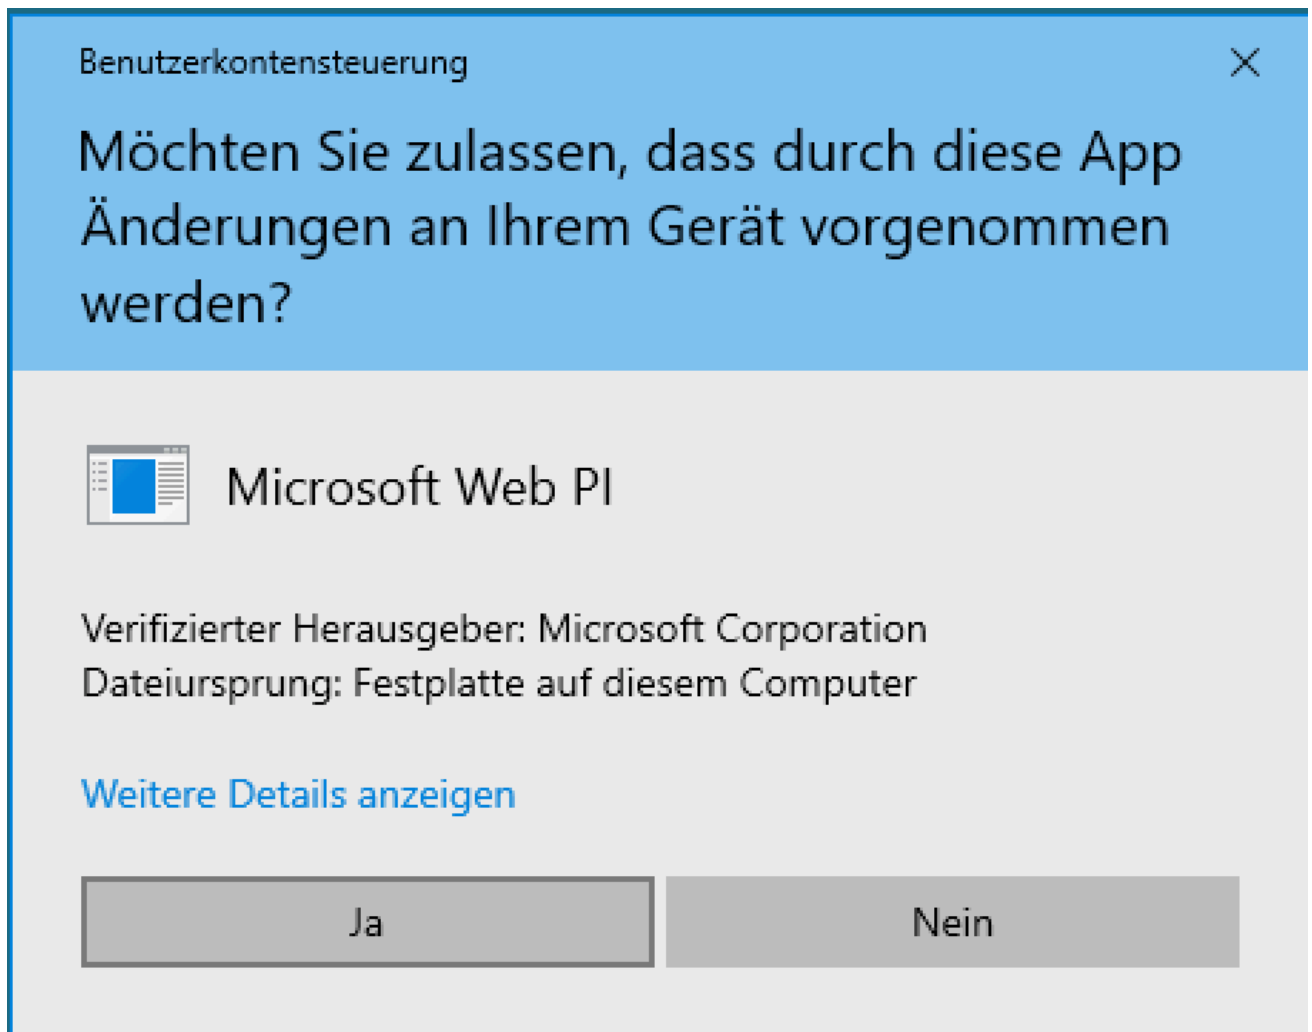 Benutzerkontensteuerung
Möchten Sie zulassen, dass durch diese App
Änderungen an Ihrem Gerät vorgenommen
werden?
Microsoft Web PI
Verifizierter Herausgeber: Microsoft Corporation
Dateiursprung: Festplatte auf diesem Computer
Weitere Details anzeigen
Ja
Nein